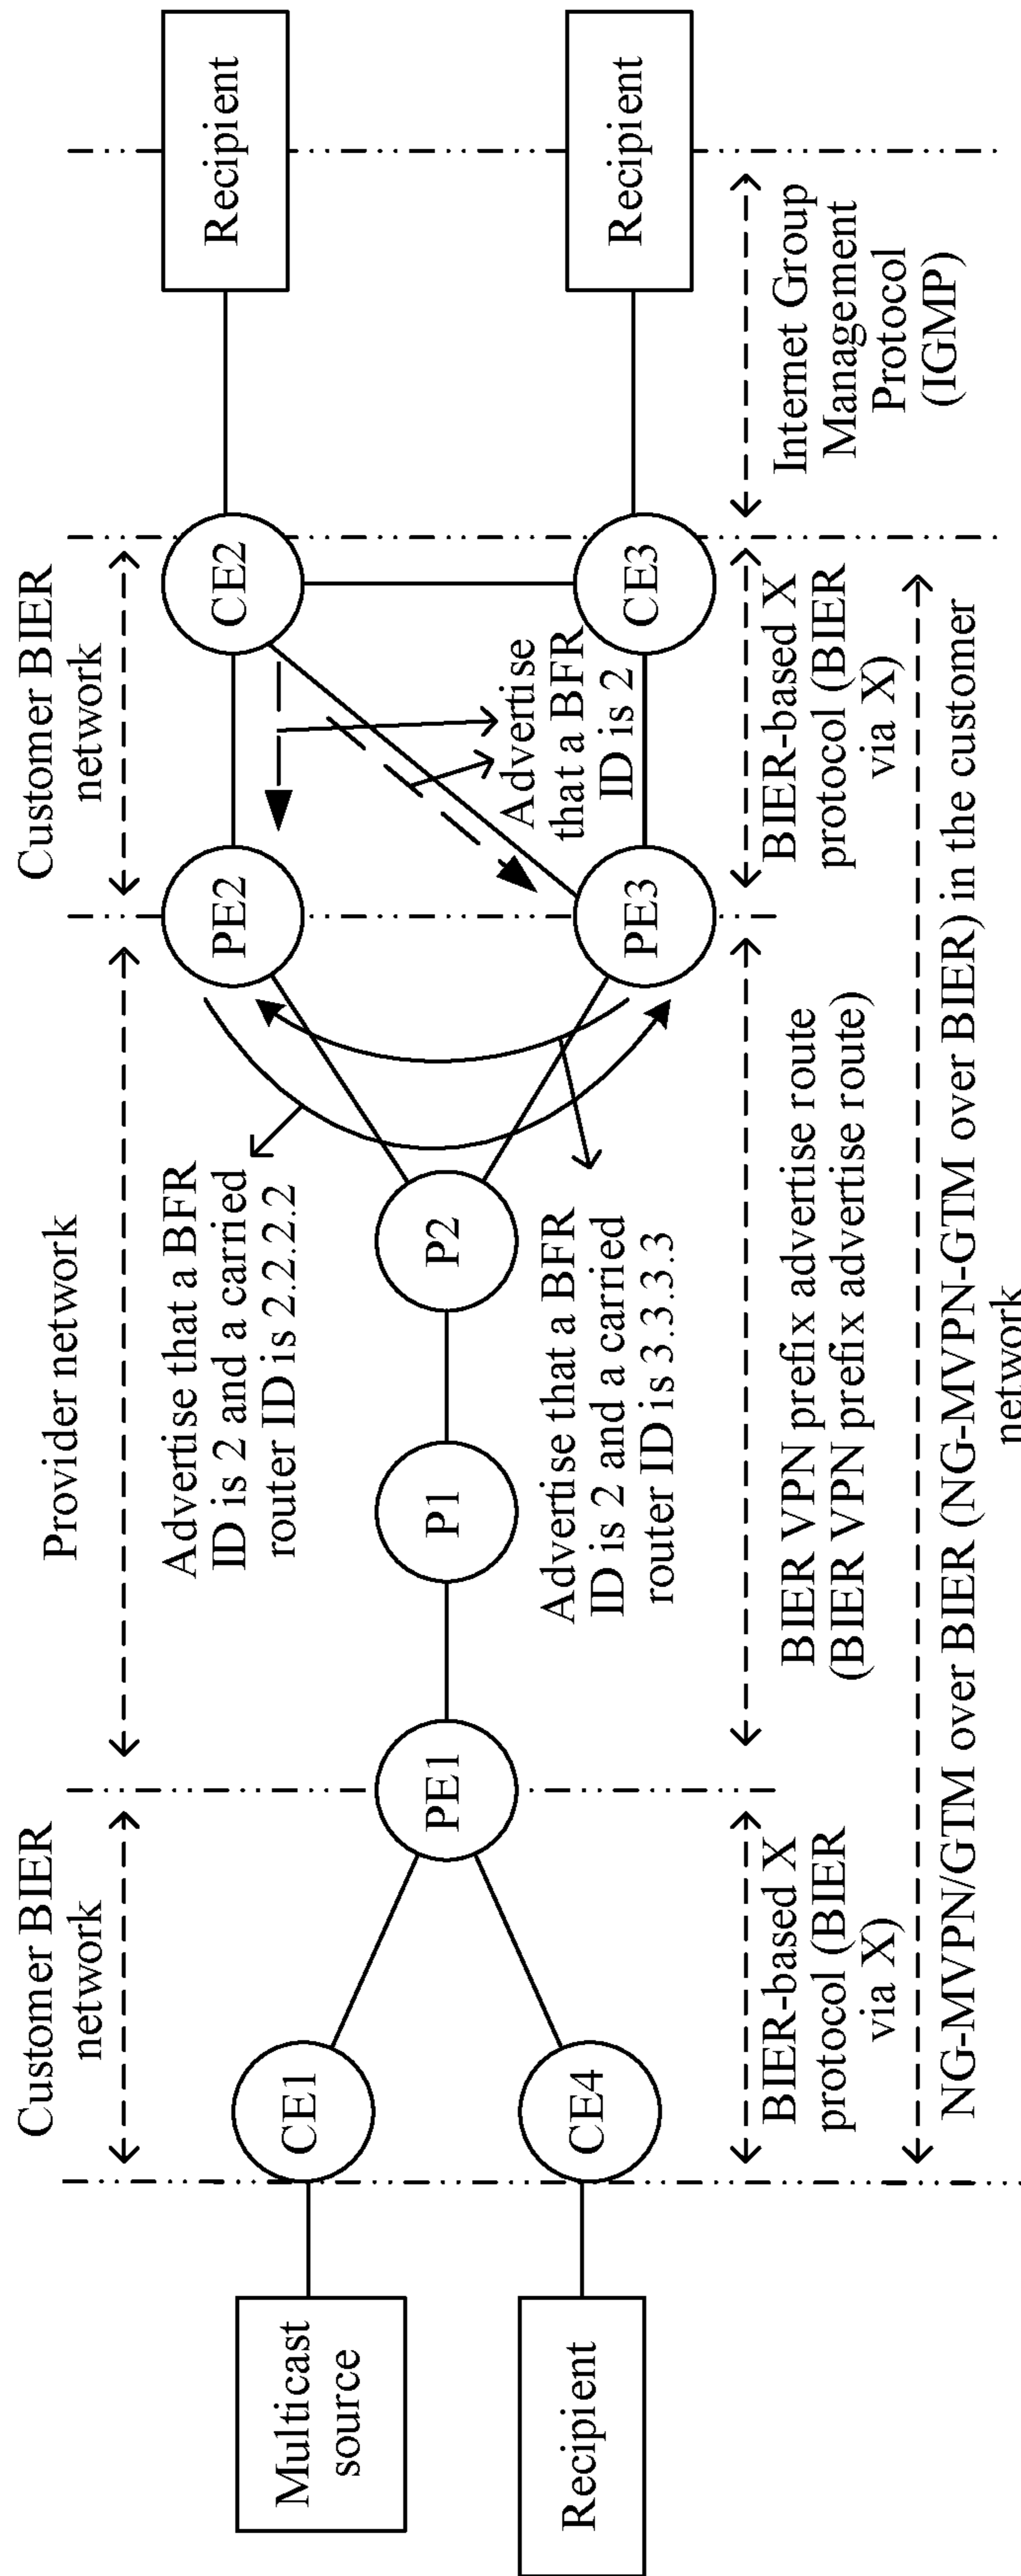 Customer BIER
network
Provider network
Customer BIER
network
Multicast
source
Recipient
CE1
CE4
PE1
P1
P2
PE2
PE3
CE2
CE3
Recipient
Recipient
Advertise that a BFR
ID is 2 and a carried
router ID is 2.2.2.2
Advertise that a BFR
ID is 2 and a carried
router ID is 3.3.3.3
Advertise
that a BFR
ID is 2
BIER-based X
protocol (BIER
via X)
BIER VPN prefix advertise route
(BIER VPN prefix advertise route)
BIER-based X
protocol (BIER
via X)
Internet Group
Management
Protocol
(IGMP)
NG-MVPN/GTM over BIER (NG-MVPN-GTM over BIER) in the customer
network